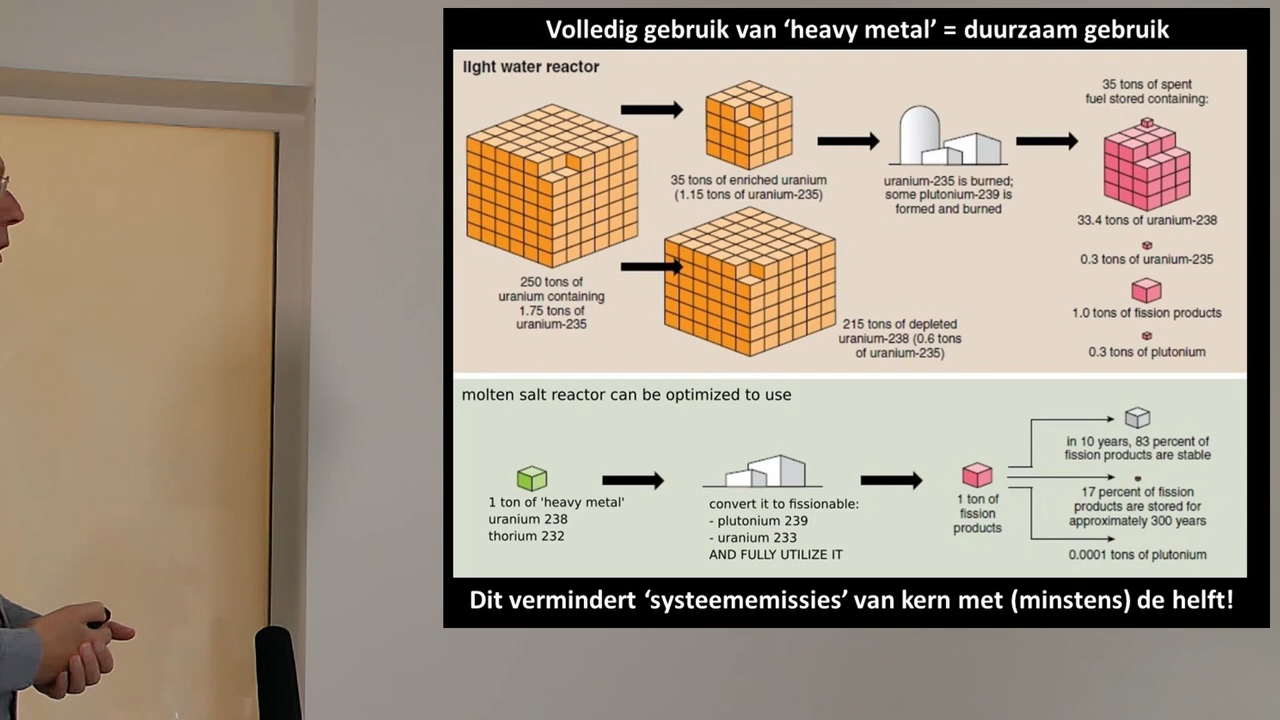 Volledig gebruik van ‘heavy metal’ = duurzaam gebruik
light water reactor
250 tons of
uranium containing
1.75 tons of
uranium-235
35 tons of enriched uranium
(1.15 tons of uranium-235)
215 tons of depleted
uranium-238 (0.6 tons
of uranium-235)
uranium-235 is burned;
some plutonium-239 is
formed and burned
35 tons of spent
fuel stored containing:
33.4 tons of uranium-238
0.3 tons of uranium-235
1.0 tons of fission products
0.3 tons of plutonium
molten salt reactor can be optimized to use
1 ton of 'heavy metal'
uranium 238
thorium 232
convert it to fissionable:
- plutonium 239
- uranium 233
AND FULLY UTILIZE IT
1 ton of
fission
products
in 10 years, 83 percent of
fission products are stable
17 percent of fission
products are stored for
approximately 300 years
0.0001 tons of plutonium
Dit vermindert ‘systeememissies’ van kern met (minstens) de helft!